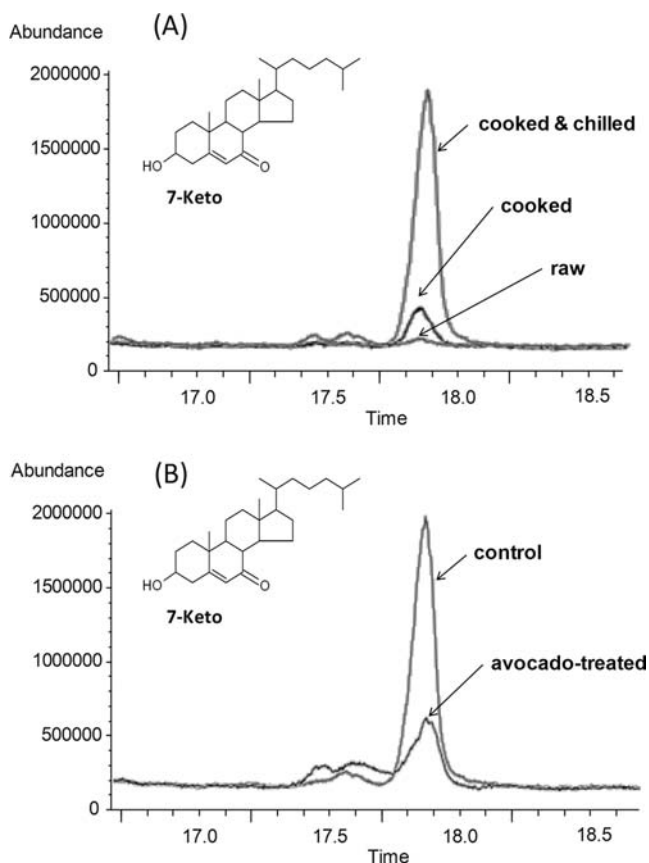 Abundance
(A)
2000000
1500000
1000000
500000
0
HO
O
7-Keto
cooked & chilled
cooked
raw
17.0 17.5 18.0 18.5
Time
Abundance
(B)
2000000
1500000
1000000
500000
0
HO
O
7-Keto
control
avocado-treated
17.0 17.5 18.0 18.5
Time